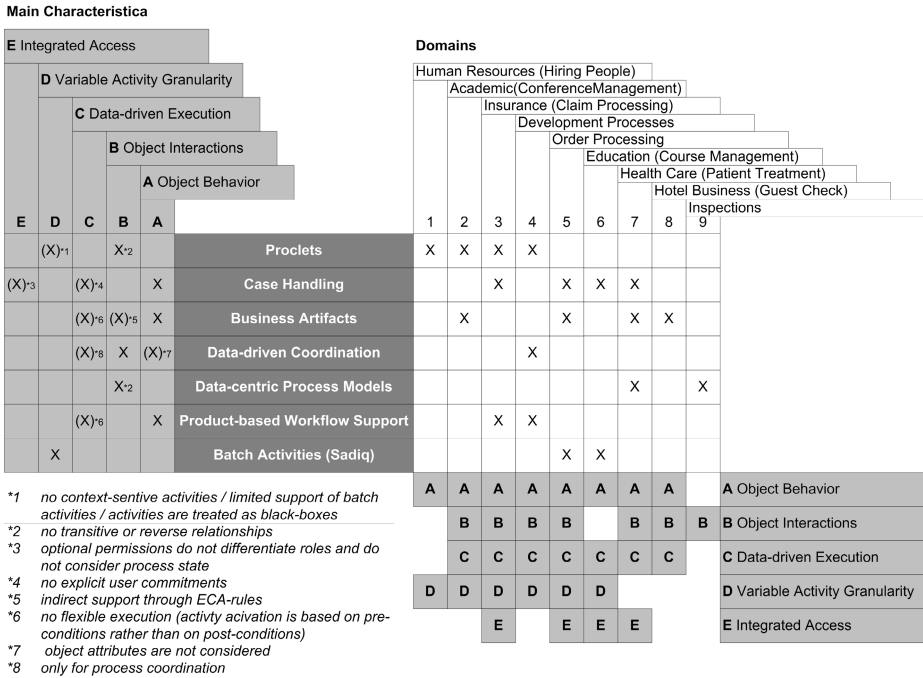 Main Characteristica
E Integrated Access
D Variable Activity Granularity
C Data-driven Execution
B Object Interactions
A Object Behavior
Domains
Human Resources (Hiring People)
Academic(ConferenceManagement)
Insurance (Claim Processing)
Development Processes
Order Processing
Education (Course Management)
Health Care (Patient Treatment)
Hotel Business (Guest Check)
Inspections
E D C B A 1 2 3 4 5 6 7 8 9
(X)*1 X*2 Proclets X X X X
(X)*3 (X)*4 X Case Handling X X X X
(X)*6 (X)*5 X Business Artifacts X X X X
(X)*8 X (X)*7 Data-driven Coordination X
X*2 Data-centric Process Models X X
(X)*6 X Product-based Workflow Support X X
X Batch Activities (Sadiq) X X
A A A A A A A A A Object Behavior
B B B B B B B B Object Interactions
C C C C C C C C Data-driven Execution
D D D D D D D Variable Activity Granularity
E E E E E Integrated Access
*1 no context-sentive activities / limited support of batch
activities / activities are treated as black-boxes
*2 no transitive or reverse relationships
*3 optional permissions do not differentiate roles and do
not consider process state
*4 no explicit user commitments
*5 indirect support through ECA-rules
*6 no flexible execution (activty acivation is based on pre-
conditions rather than on post-conditions)
*7 object attributes are not considered
*8 only for process coordination